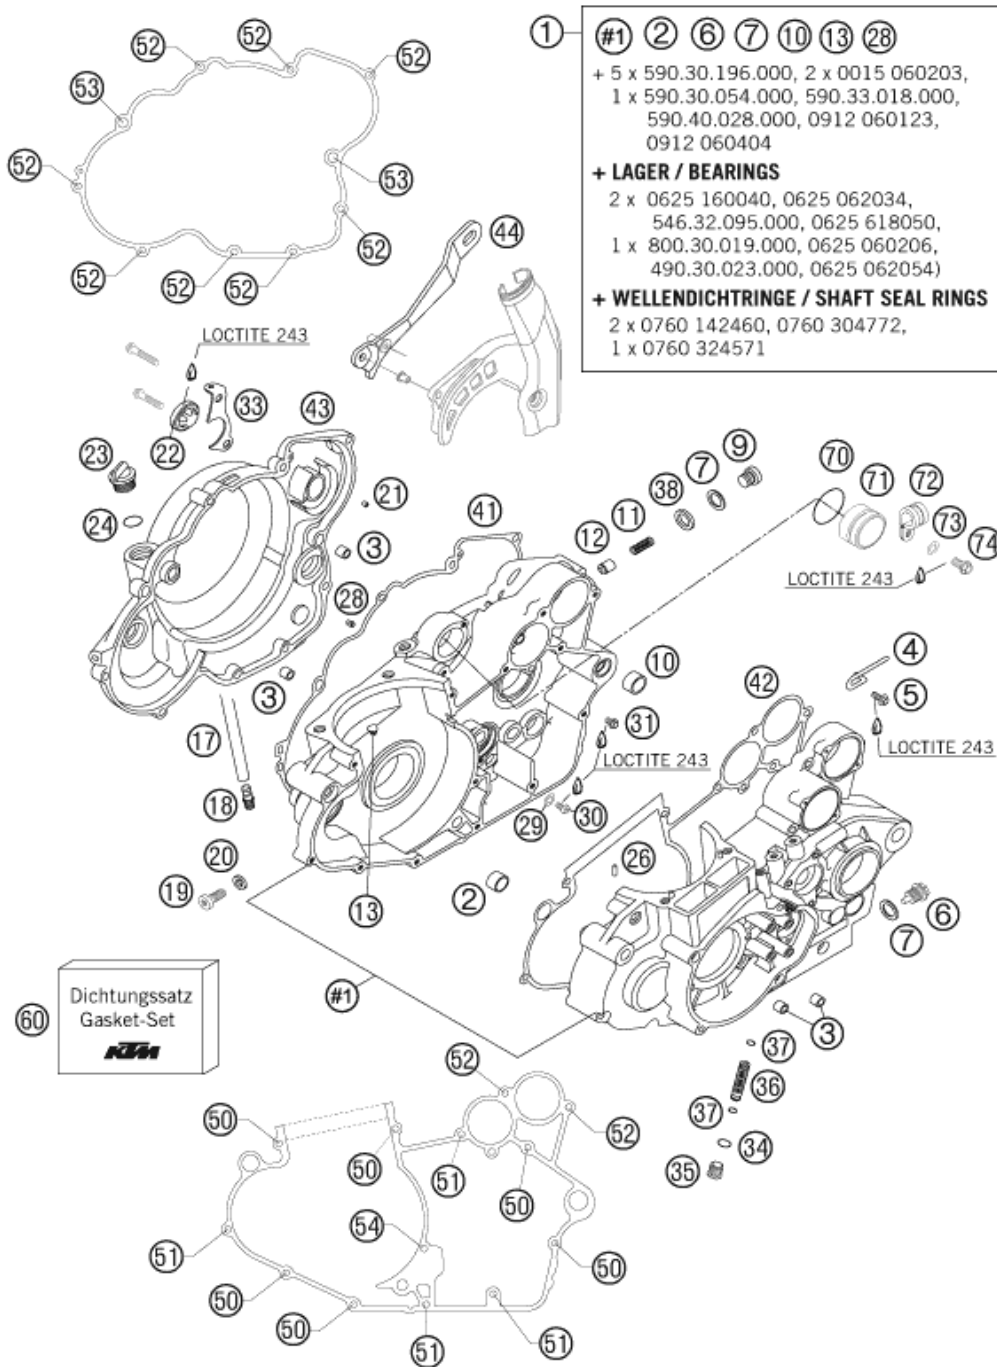 1 #1 2 6 7 10 13 28
+ 5 x 590.30.196.000, 2 x 0015 060203,
1 x 590.30.054.000, 590.33.018.000,
590.40.028.000, 0912 060123,
0912 060404
+ LAGER / BEARINGS
2 x 0625 160040, 0625 062034,
546.32.095.000, 0625 618050,
1 x 800.30.019.000, 0625 060206,
490.30.023.000, 0625 062054)
+ WELLENDICHTRINGE / SHAFT SEAL RINGS
2 x 0760 142460, 0760 304772,
1 x 0760 324571
52 52 52
53
52 53
52 52 52 52 52
44
LOCTITE 243
22 33 43
23
24
21
3
28
3
17
18
20
19
41
12 11 38 7 9
70 71 72 73 74
LOCTITE 243
10
31
LOCTITE 243
29 30
2
13
42
4
5
LOCTITE 243
26
6
7
3
#1
60
Dichtungssatz
Gasket-Set
KTM
37
36
37
34
35
52
52
50
50
51
50
54
51
50
50
50
51
51